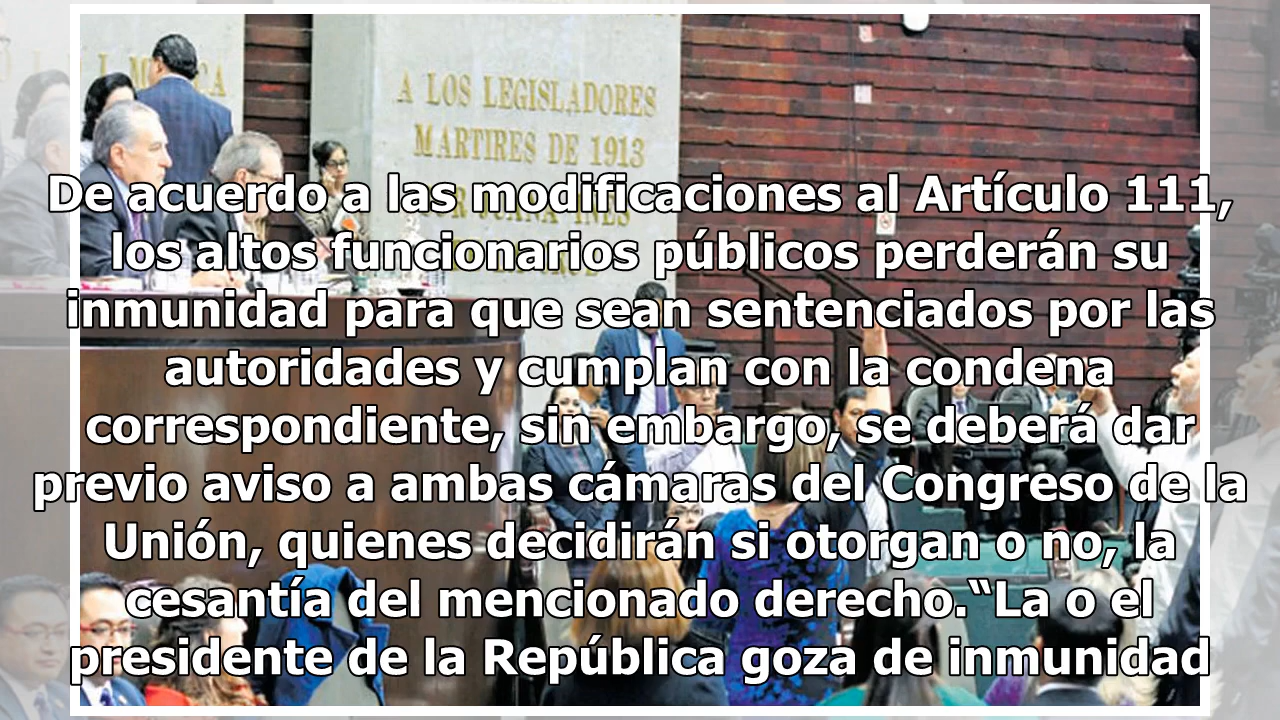 A LOS LEGISLADORES
MARTIRES DE 1913
De acuerdo a las modificaciones al Artículo 111,
los altos funcionarios públicos perderán su
inmunidad para que sean sentenciados por las
autoridades y cumplan con la condena
correspondiente, sin embargo, se deberá dar
previo aviso a ambas cámaras del Congreso de la
Unión, quienes decidirán si otorgan o no, la
cesantía del mencionado derecho.“La o el
presidente de la República goza de inmunidad